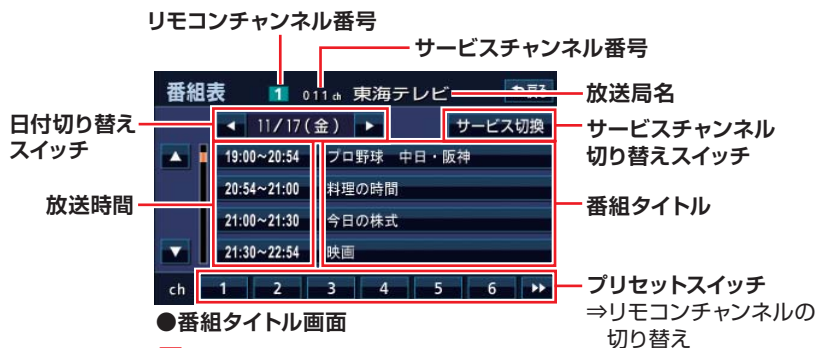 リモコンチャンネル番号
サービスチャンネル番号
番組表 1 011ch 東海テレビ
放送局名
日付切り替え
スイッチ
◀ 11/17(金) ▶ サービス切換
サービスチャンネル
切り替えスイッチ
▲ 19:00~20:54 プロ野球 中日・阪神
20:54~21:00 料理の時間
放送時間
21:00~21:30 今日の株式
番組タイトル
▼ 21:30~22:54 映画
ch 1 2 3 4 5 6 ▶▶
プリセットスイッチ
⇒リモコンチャンネルの
切り替え
●番組タイトル画面